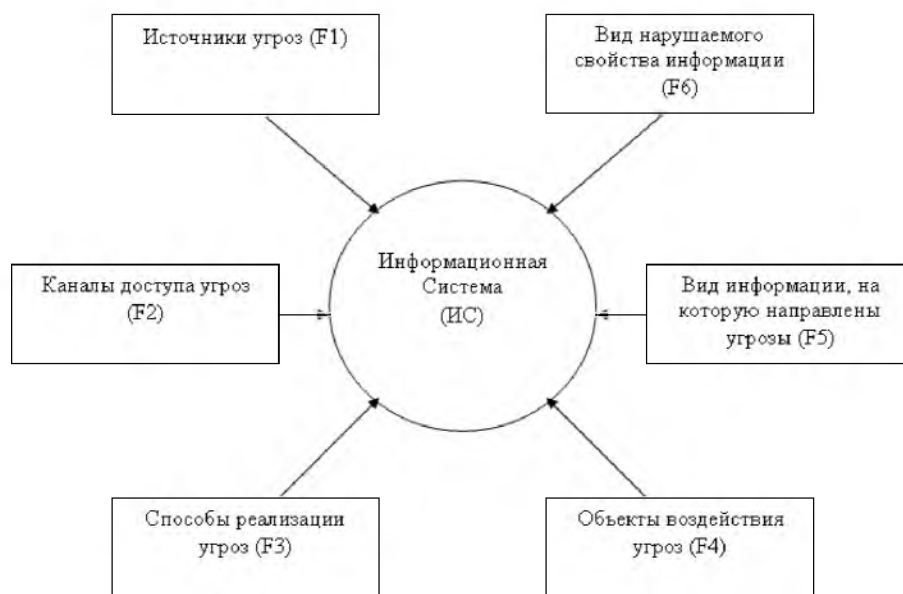 Источники угроз (F1)
Вид нарушаемого
свойства информации
(F6)
Информационная
Система
(ИС)
Каналы доступа угроз
(F2)
Вид информации, на
которую направлены
угрозы (F5)
Способы реализации
угроз (F3)
Объекты воздействия
угроз (F4)